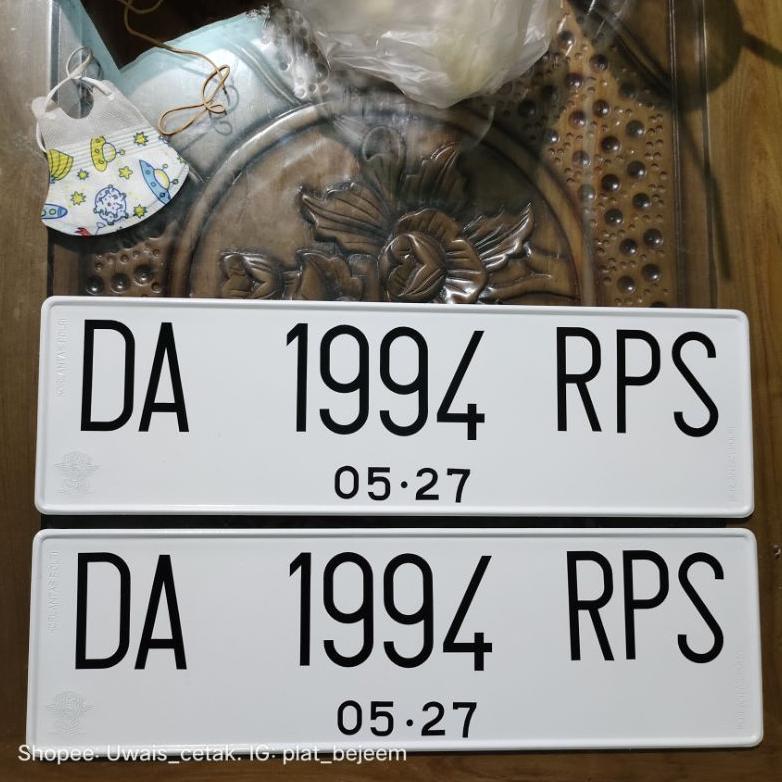 DA 1994 RPS
05·27
DA 1994 RPS
05·27
Shopee: Uwais_cetak. IG: plat_bejeem